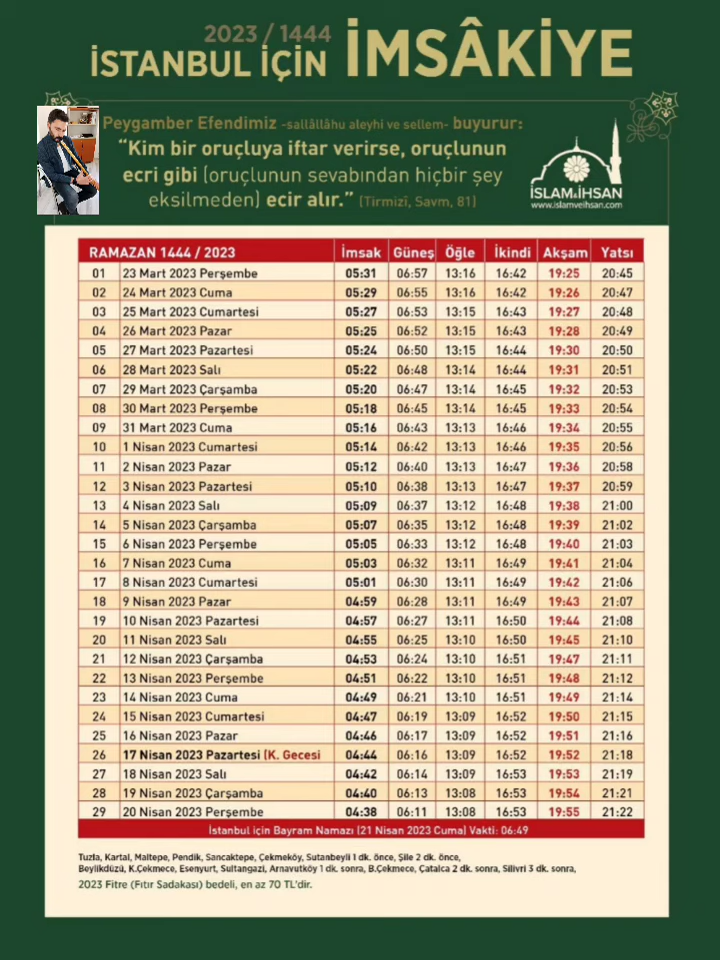 2023 / 1444
İSTANBUL İÇİN İMSÂKİYE
Peygamber Efendimiz -sallâllâhu aleyhi ve sellem- buyurur:
“Kim bir oruçluya iftar verirse, oruçlunun
ecri gibi (oruçlunun sevabından hiçbir şey
eksilmeden) ecir alır.” (Tirmizî, Savm, 81)
İSLAM&İHSAN
www.islamveihsan.com
RAMAZAN 1444 / 2023 İmsak Güneş Öğle İkindi Akşam Yatsı
01 23 Mart 2023 Perşembe 05:31 06:57 13:16 16:42 19:25 20:45
02 24 Mart 2023 Cuma 05:29 06:55 13:16 16:42 19:26 20:47
03 25 Mart 2023 Cumartesi 05:27 06:53 13:15 16:43 19:27 20:48
04 26 Mart 2023 Pazar 05:25 06:52 13:15 16:43 19:28 20:49
05 27 Mart 2023 Pazartesi 05:24 06:50 13:15 16:44 19:30 20:50
06 28 Mart 2023 Salı 05:22 06:48 13:14 16:44 19:31 20:51
07 29 Mart 2023 Çarşamba 05:20 06:47 13:14 16:45 19:32 20:53
08 30 Mart 2023 Perşembe 05:18 06:45 13:14 16:45 19:33 20:54
09 31 Mart 2023 Cuma 05:16 06:43 13:13 16:46 19:34 20:55
10 1 Nisan 2023 Cumartesi 05:14 06:42 13:13 16:46 19:35 20:56
11 2 Nisan 2023 Pazar 05:12 06:40 13:13 16:47 19:36 20:58
12 3 Nisan 2023 Pazartesi 05:10 06:38 13:13 16:47 19:37 20:59
13 4 Nisan 2023 Salı 05:09 06:37 13:12 16:48 19:38 21:00
14 5 Nisan 2023 Çarşamba 05:07 06:35 13:12 16:48 19:39 21:02
15 6 Nisan 2023 Perşembe 05:05 06:33 13:12 16:48 19:40 21:03
16 7 Nisan 2023 Cuma 05:03 06:32 13:11 16:49 19:41 21:04
17 8 Nisan 2023 Cumartesi 05:01 06:30 13:11 16:49 19:42 21:06
18 9 Nisan 2023 Pazar 04:59 06:28 13:11 16:49 19:43 21:07
19 10 Nisan 2023 Pazartesi 04:57 06:27 13:11 16:50 19:44 21:08
20 11 Nisan 2023 Salı 04:55 06:25 13:10 16:50 19:45 21:10
21 12 Nisan 2023 Çarşamba 04:53 06:24 13:10 16:51 19:47 21:11
22 13 Nisan 2023 Perşembe 04:51 06:22 13:10 16:51 19:48 21:12
23 14 Nisan 2023 Cuma 04:49 06:21 13:10 16:51 19:49 21:14
24 15 Nisan 2023 Cumartesi 04:47 06:19 13:09 16:52 19:50 21:15
25 16 Nisan 2023 Pazar 04:46 06:17 13:09 16:52 19:51 21:16
26 17 Nisan 2023 Pazartesi (K. Gecesi 04:44 06:16 13:09 16:52 19:52 21:18
27 18 Nisan 2023 Salı 04:42 06:14 13:09 16:53 19:53 21:19
28 19 Nisan 2023 Çarşamba 04:40 06:13 13:08 16:53 19:54 21:21
29 20 Nisan 2023 Perşembe 04:38 06:11 13:08 16:53 19:55 21:22
İstanbul için Bayram Namazı (21 Nisan 2023 Cuma) Vakti: 06:49
Tuzla, Kartal, Maltepe, Pendik, Sancaktepe, Çekmeköy, Sutanbeyli 1 dk. önce, Şile 2 dk. önce,
Beylikdüzü, K.Çekmece, Esenyurt, Sultangazi, Arnavutköy 1 dk. sonra, B.Çekmece, Çatalca 2 dk. sonra, Silivri 3 dk. sonra,
2023 Fitre (Fıtır Sadakası) bedeli, en az 70 TL'dir.